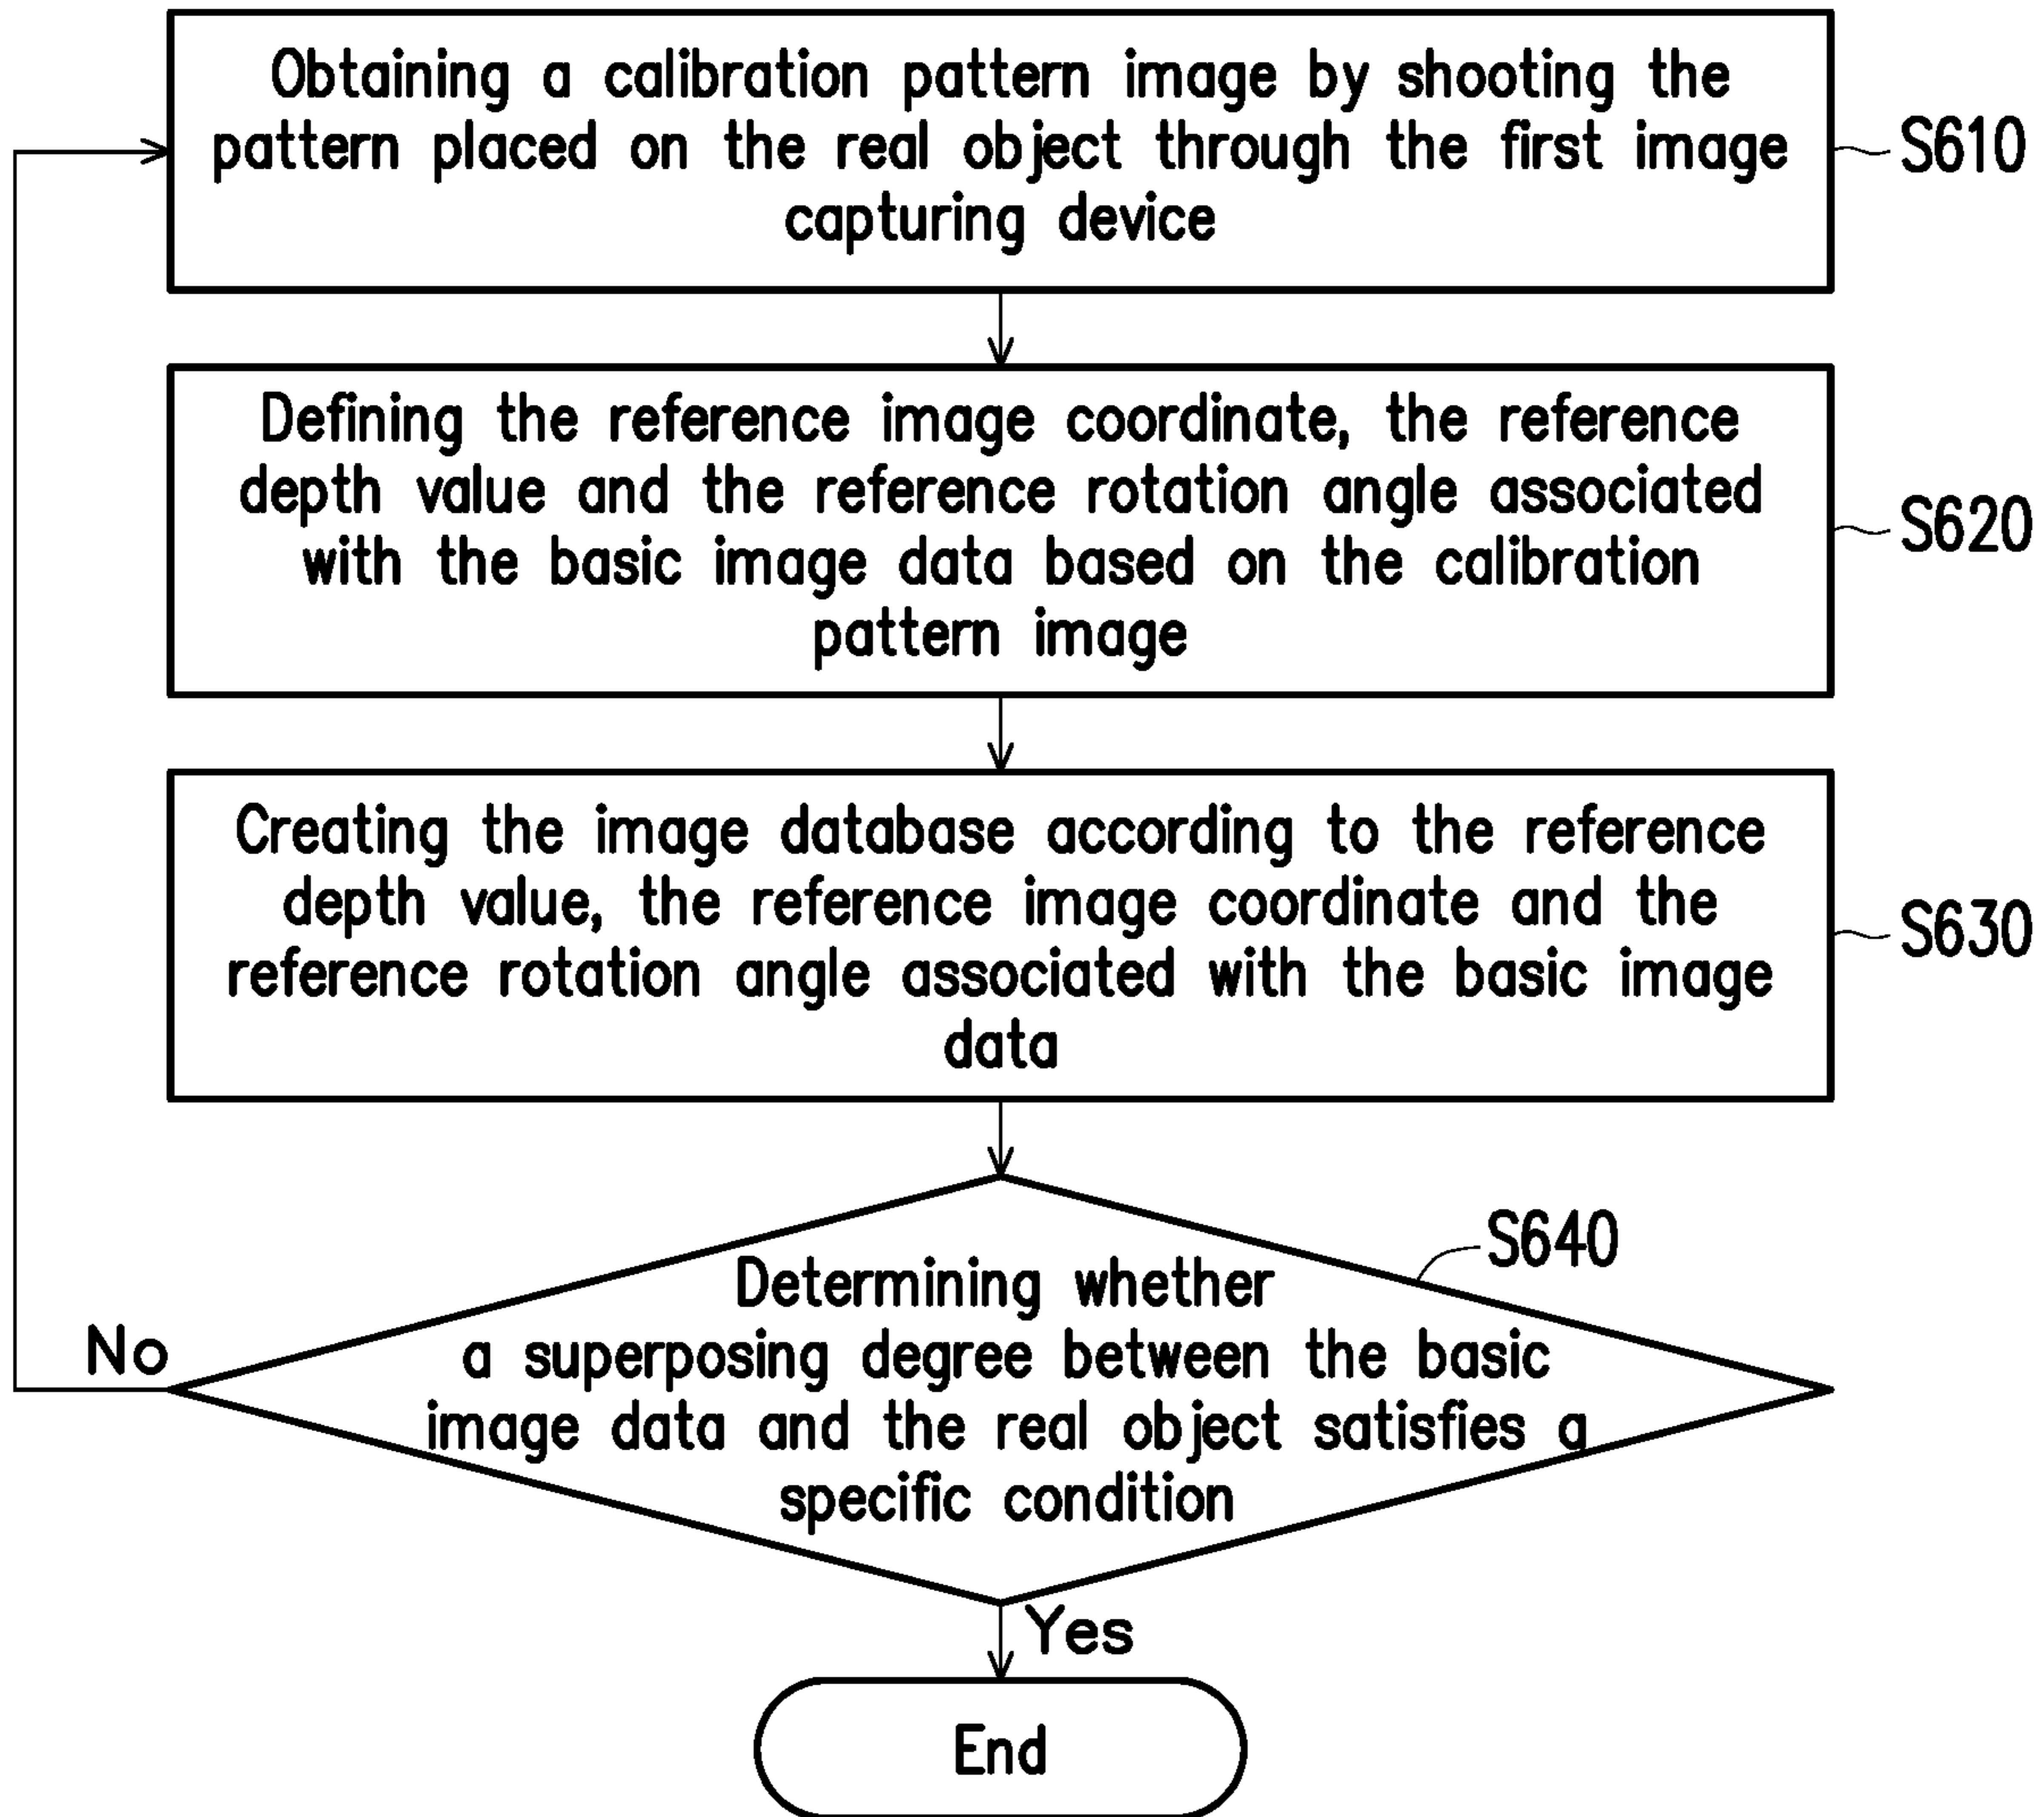 Obtaining a calibration pattern image by shooting the
pattern placed on the real object through the first image
capturing device
S610
Defining the reference image coordinate, the reference
depth value and the reference rotation angle associated
with the basic image data based on the calibration
pattern image
S620
Creating the image database according to the reference
depth value, the reference image coordinate and the
reference rotation angle associated with the basic image
data
S630
S640
Determining whether
a superposing degree between the basic
image data and the real object satisfies a
specific condition
No
Yes
End